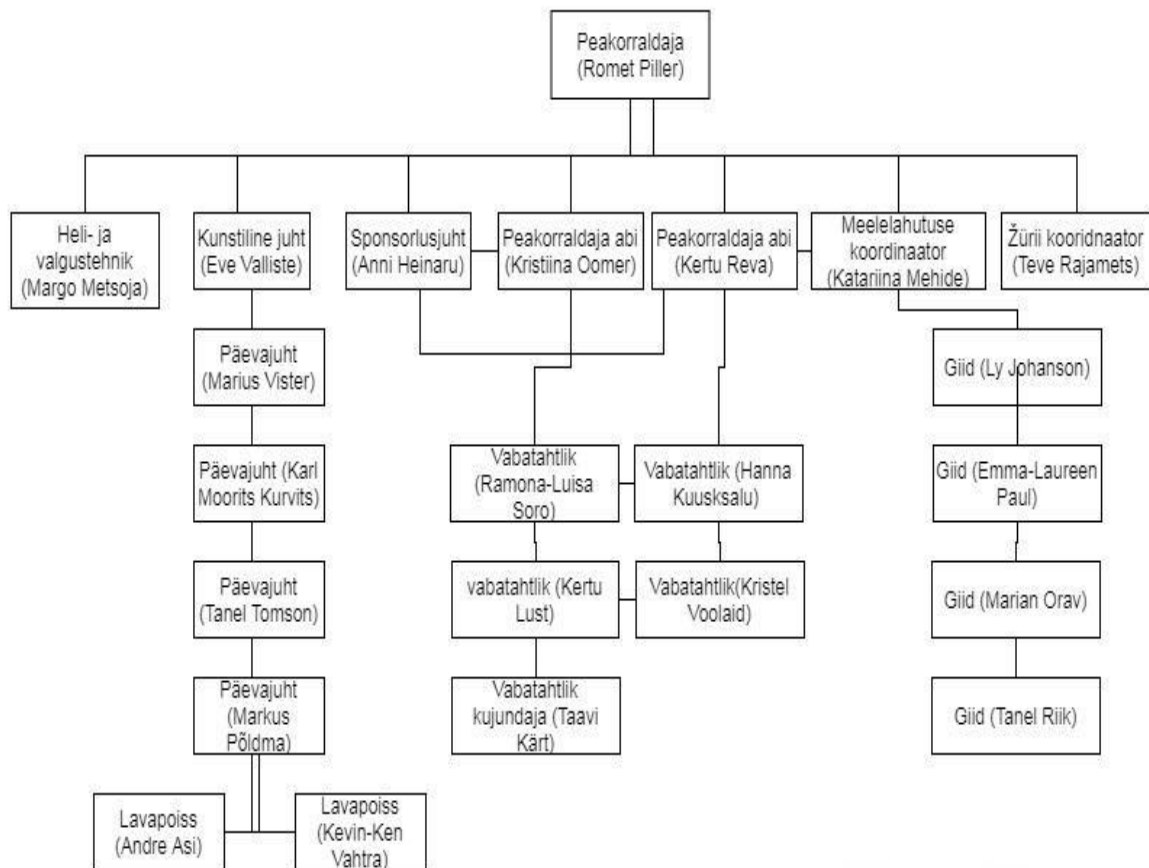 Peakorraldaja
(Romet Piller)
Heli- ja
valgustehnik
(Margo Metsoja)
Kunstiline juht
(Eve Valliste)
Sponsorlusjuht
(Anni Heinaru)
Peakorraldaja abi
(Kristiina Oomer)
Peakorraldaja abi
(Kertu Reva)
Meelelahutuse
koordinaator
(Katariina Mehide)
Žürii kooridnaator
(Teve Rajamets)
Päevajuht
(Marius Vister)
Giid (Ly Johanson)
Päevajuht (Karl
Moorits Kurvits)
Vabatahtlik
(Ramona-Luisa
Soro)
Vabatahtlik (Hanna
Kuusksalu)
Giid (Emma-Laureen
Paul)
Päevajuht
(Tanel Tomson)
vabatahtlik (Kertu
Lust)
Vabatahtlik(Kristel
Voolaid)
Giid (Marian Orav)
Päevajuht
(Markus
Põldma)
Vabatahtlik
kujundaja (Taavi
Kärt)
Giid (Tanel Riik)
Lavapoiss
(Andre Asi)
Lavapoiss
(Kevin-Ken
Vahtra)